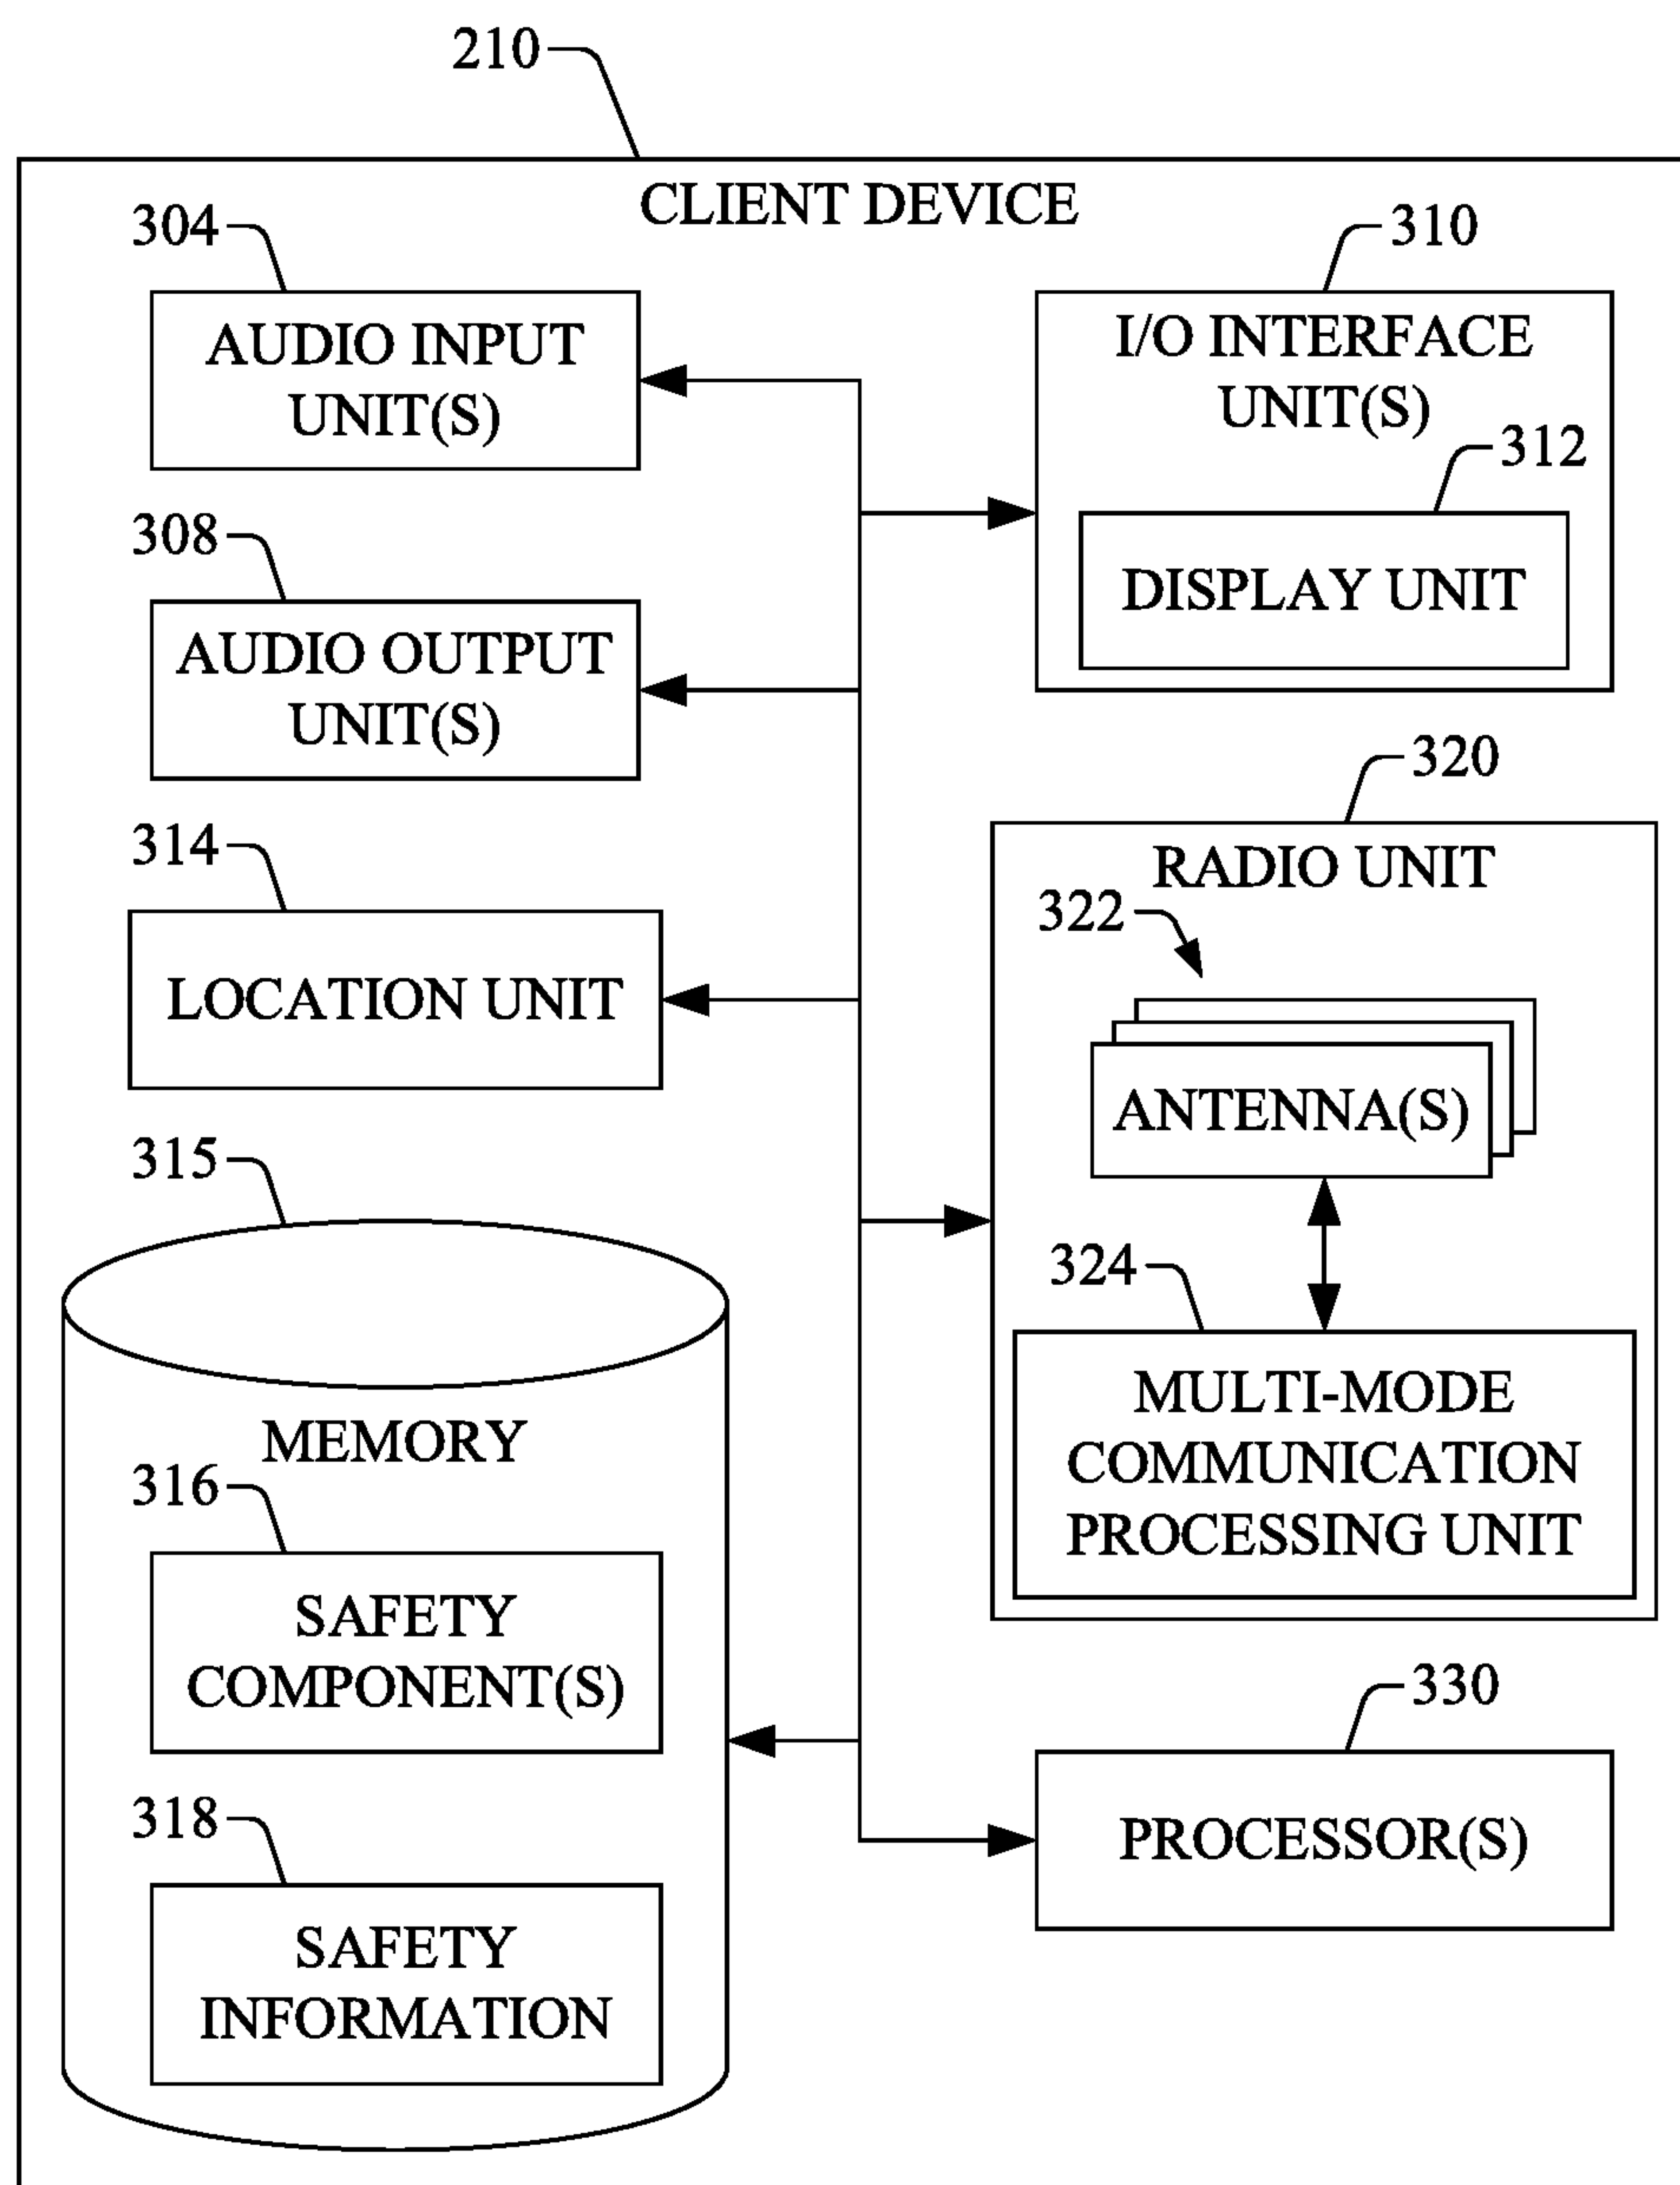 210
CLIENT DEVICE
304
AUDIO INPUT
UNIT(S)
308
AUDIO OUTPUT
UNIT(S)
314
LOCATION UNIT
315
MEMORY
316
SAFETY
COMPONENT(S)
318
SAFETY
INFORMATION
310
I/O INTERFACE
UNIT(S)
312
DISPLAY UNIT
320
RADIO UNIT
322
ANTENNA(S)
324
MULTI-MODE
COMMUNICATION
PROCESSING UNIT
330
PROCESSOR(S)